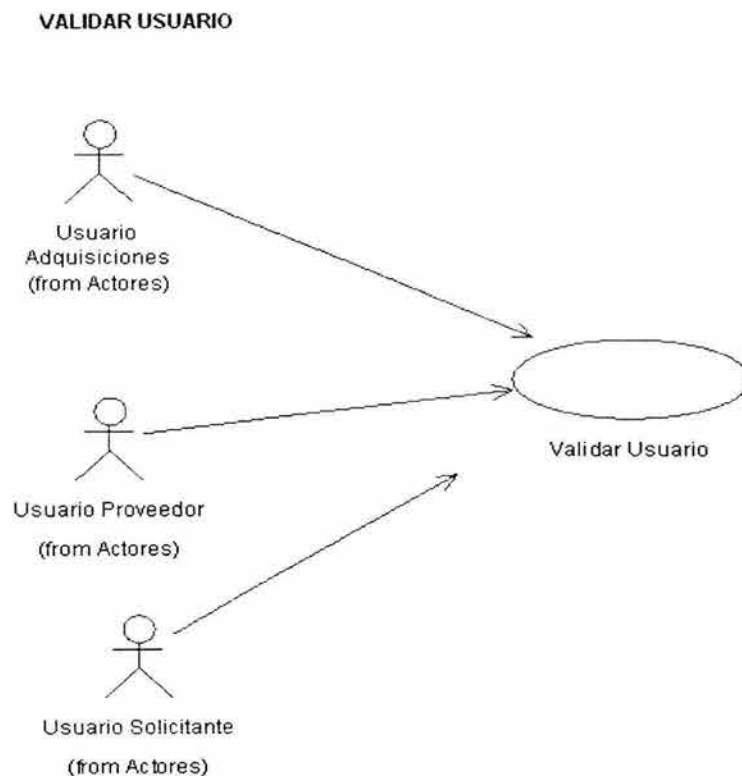 VALIDAR USUARIO
Usuario
Adquisiciones
(from Actores)
Validar Usuario
Usuario Proveedor
(from Actores)
Usuario Solicitante
(from Actores)